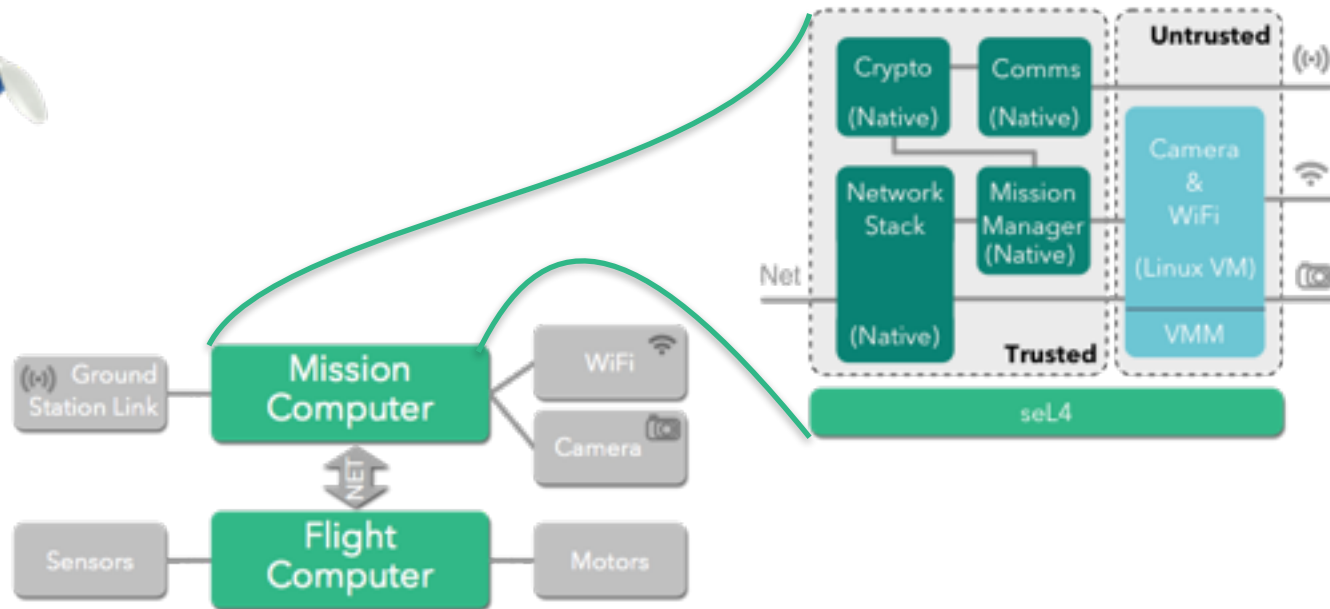 Untrusted
Crypto
(Native)
Comms
(Native)
Camera
&
WiFi
(Linux VM)
VMM
Network
Stack
(Native)
Mission
Manager
(Native)
Net
Trusted
seL4
Ground
Station Link
Mission
Computer
WiFi
Camera
NET
Sensors
Flight
Computer
Motors